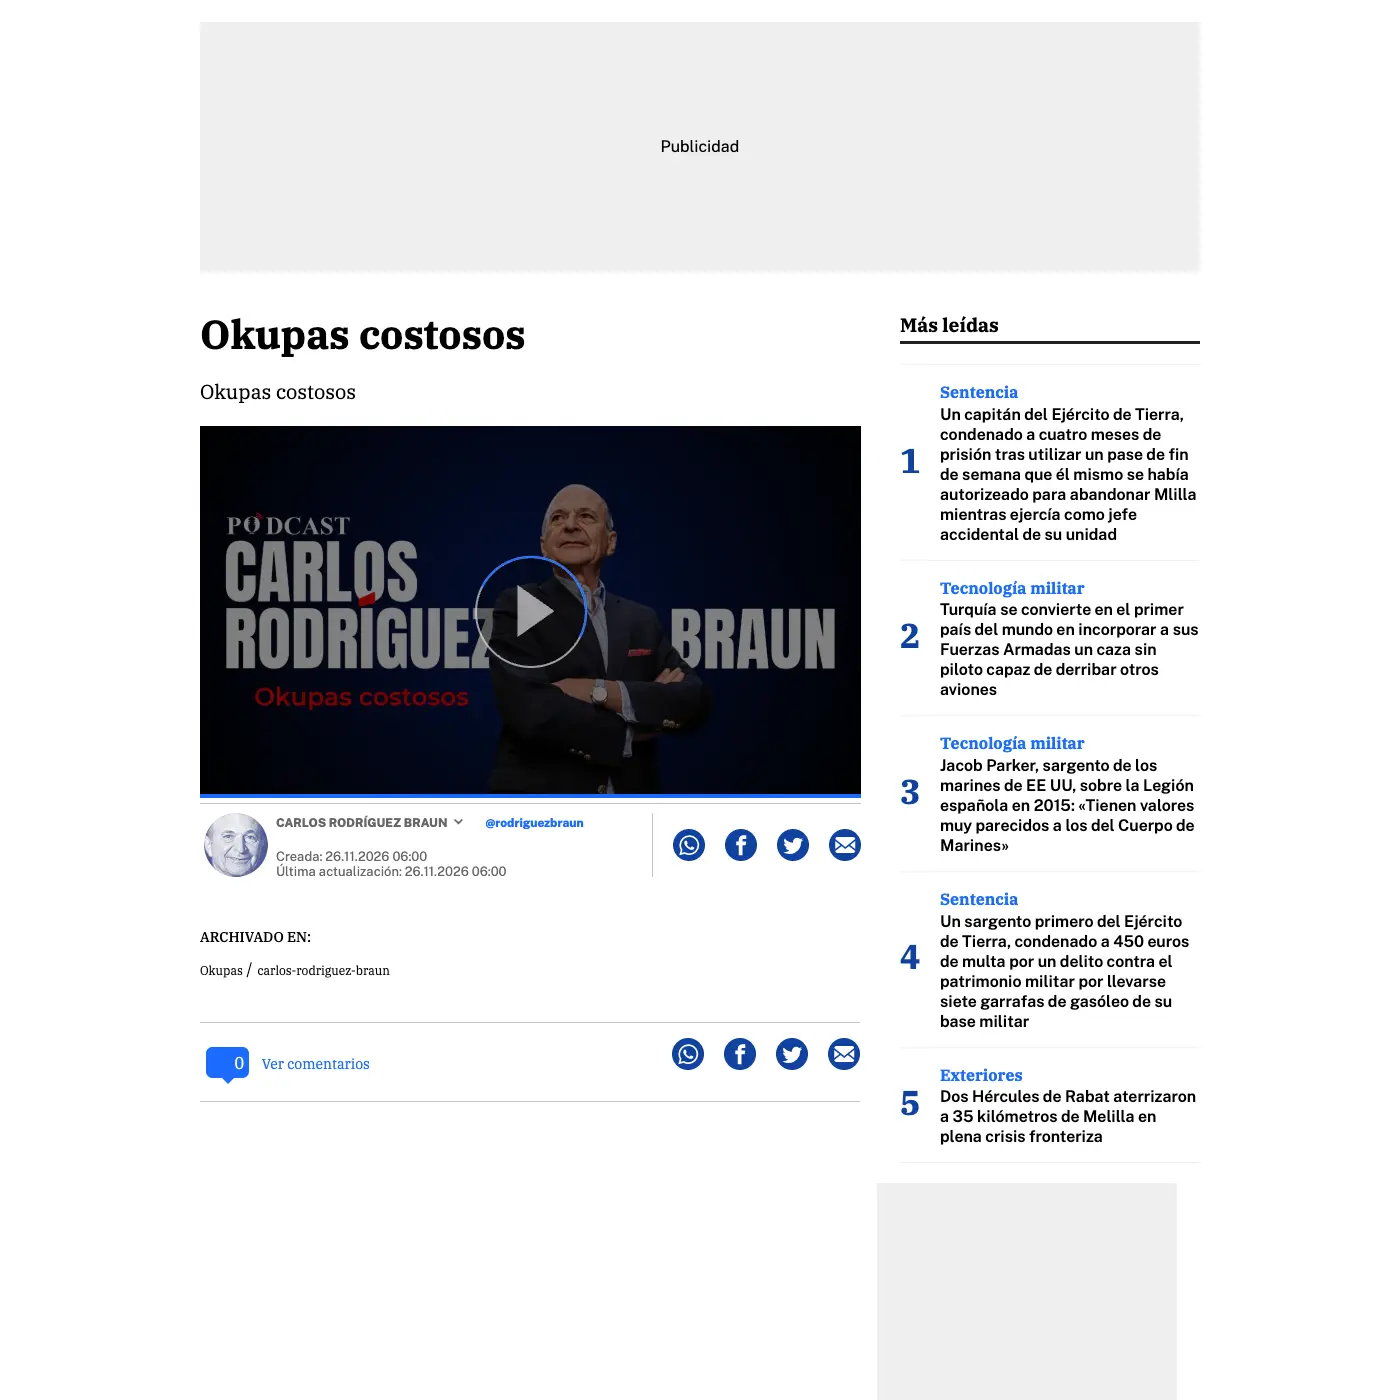 Publicidad
Okupas costosos
Okupas costosos
PODCAST
CARLOS
RODRÍGUEZ BRAUN
Okupas costosos
CARLOS RODRÍGUEZ BRAUN @rodriguezbraun
Creada: 26.11.2026 06:00
Última actualización: 26.11.2026 06:00
ARCHIVADO EN:
Okupas / carlos-rodriguez-braun
0 Ver comentarios
Más leídas
1
Sentencia
Un capitán del Ejército de Tierra,
condenado a cuatro meses de
prisión tras utilizar un pase de fin
de semana que él mismo se había
autorizeado para abandonar Mlilla
mientras ejercía como jefe
accidental de su unidad
2
Tecnología militar
Turquía se convierte en el primer
país del mundo en incorporar a sus
Fuerzas Armadas un caza sin
piloto capaz de derribar otros
aviones
3
Tecnología militar
Jacob Parker, sargento de los
marines de EE UU, sobre la Legión
española en 2015: «Tienen valores
muy parecidos a los del Cuerpo de
Marines»
4
Sentencia
Un sargento primero del Ejército
de Tierra, condenado a 450 euros
de multa por un delito contra el
patrimonio militar por llevarse
siete garrafas de gasóleo de su
base militar
5
Exteriores
Dos Hércules de Rabat aterrizaron
a 35 kilómetros de Melilla en
plena crisis fronteriza